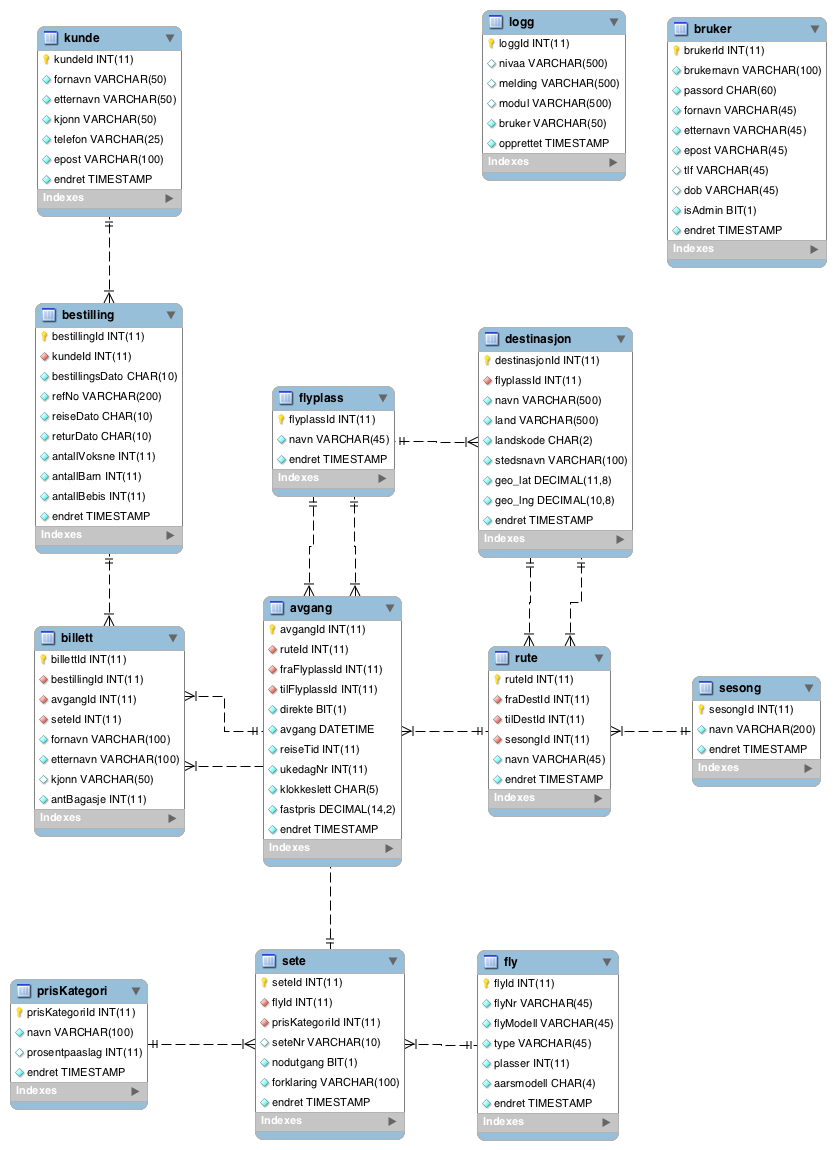 kunde
kundeId INT(11)
fornavn VARCHAR(50)
etternavn VARCHAR(50)
kjonn VARCHAR(50)
telefon VARCHAR(25)
epost VARCHAR(100)
endret TIMESTAMP
Indexes
logg
loggId INT(11)
nivaa VARCHAR(500)
melding VARCHAR(500)
modul VARCHAR(500)
bruker VARCHAR(50)
opprettet TIMESTAMP
Indexes
bruker
brukerId INT(11)
brukernavn VARCHAR(100)
passord CHAR(60)
fornavn VARCHAR(45)
etternavn VARCHAR(45)
epost VARCHAR(45)
tlf VARCHAR(45)
dob VARCHAR(45)
isAdmin BIT(1)
endret TIMESTAMP
Indexes
bestilling
bestillingId INT(11)
kundeId INT(11)
bestillingsDato CHAR(10)
refNo VARCHAR(200)
reiseDato CHAR(10)
returDato CHAR(10)
antallVoksne INT(11)
antallBarn INT(11)
antallBebis INT(11)
endret TIMESTAMP
Indexes
flyplass
flyplassId INT(11)
navn VARCHAR(45)
endret TIMESTAMP
Indexes
destinasjon
destinasjonId INT(11)
flyplassId INT(11)
navn VARCHAR(500)
land VARCHAR(500)
landskode CHAR(2)
stedsnavn VARCHAR(100)
geo_lat DECIMAL(11,8)
geo_lng DECIMAL(10,8)
endret TIMESTAMP
Indexes
billett
billettId INT(11)
bestillingId INT(11)
avgangId INT(11)
seteId INT(11)
fornavn VARCHAR(100)
etternavn VARCHAR(100)
kjonn VARCHAR(50)
antBagasje INT(11)
Indexes
avgang
avgangId INT(11)
ruteId INT(11)
fraFlyplassId INT(11)
tilFlyplassId INT(11)
direkte BIT(1)
avgang DATETIME
reiseTid INT(11)
ukedagNr INT(11)
klokkeslett CHAR(5)
fastpris DECIMAL(14,2)
endret TIMESTAMP
Indexes
rute
ruteId INT(11)
fraDestId INT(11)
tilDestId INT(11)
sesongId INT(11)
navn VARCHAR(45)
endret TIMESTAMP
Indexes
sesong
sesongId INT(11)
navn VARCHAR(200)
endret TIMESTAMP
Indexes
prisKategori
prisKategoriId INT(11)
navn VARCHAR(100)
prosentpaaslag INT(11)
endret TIMESTAMP
Indexes
sete
seteId INT(11)
flyId INT(11)
prisKategoriId INT(11)
seteNr VARCHAR(10)
nodutgang BIT(1)
forklaring VARCHAR(100)
endret TIMESTAMP
Indexes
fly
flyId INT(11)
flyNr VARCHAR(45)
flyModell VARCHAR(45)
type VARCHAR(45)
plasser INT(11)
aarsmodell CHAR(4)
endret TIMESTAMP
Indexes